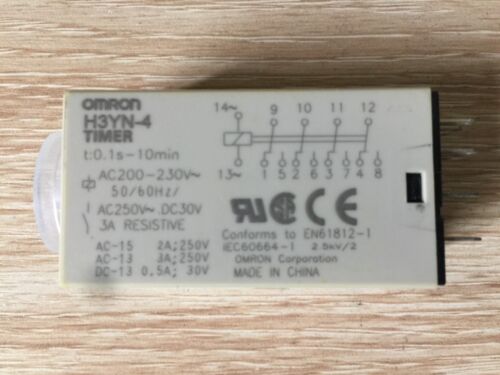 OMRON
H3YN-4
TIMER
t:0.1s-10min
AC200-230V~
50/60Hz/
AC250V~.DC30V
3A RESISTIVE
AC-15 2A;250V
AC-13 3A;250V
DC-13 0.5A; 30V
14~ 9 10 11 12
13~ 1 5 2 6 3 7 4 8
RU CE
Conforms to EN61812-1
IEC60664-1 2.5kV/2
OMRON Corporation
MADE IN CHINA